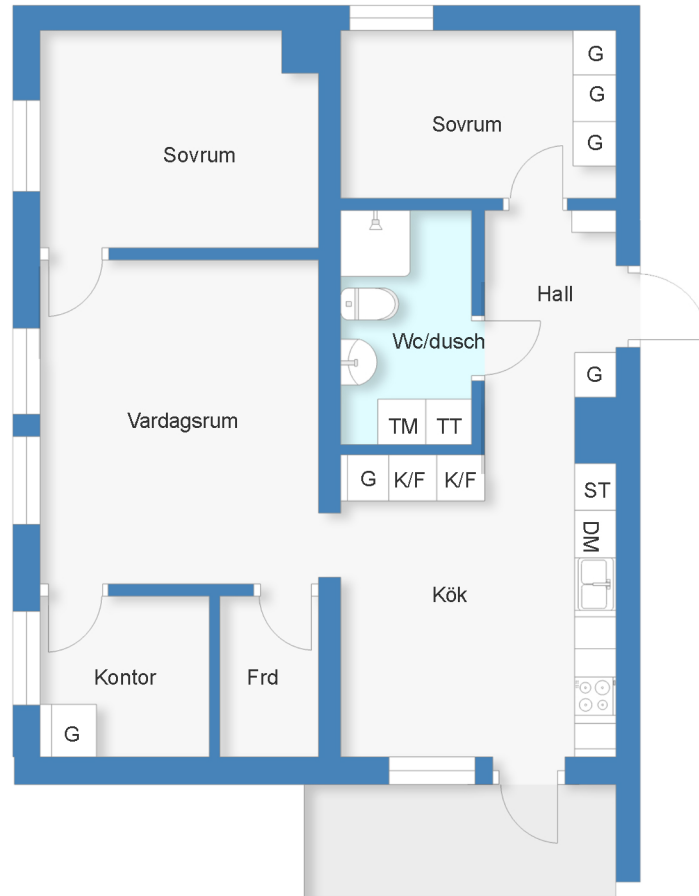 G
G
Sovrum
G
Sovrum
Hall
Wc/dusch
G
Vardagsrum
TM
TT
G
K/F
K/F
ST
DM
Kök
Kontor
Frd
G